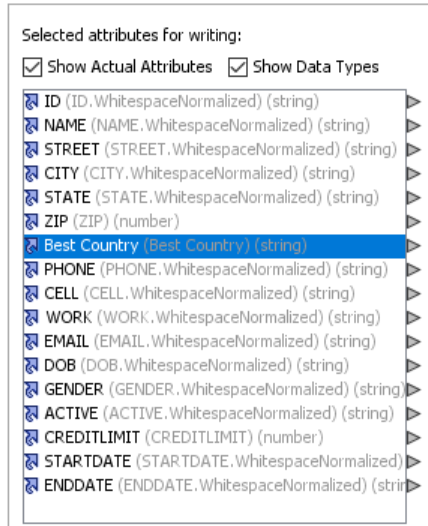 Selected attributes for writing:
Show Actual Attributes Show Data Types
ID (ID.WhitespaceNormalized) (string)
NAME (NAME.WhitespaceNormalized) (string)
STREET (STREET.WhitespaceNormalized) (string)
CITY (CITY.WhitespaceNormalized) (string)
STATE (STATE.WhitespaceNormalized) (string)
ZIP (ZIP) (number)
Best Country (Best Country) (string)
PHONE (PHONE.WhitespaceNormalized) (string)
CELL (CELL.WhitespaceNormalized) (string)
WORK (WORK.WhitespaceNormalized) (string)
EMAIL (EMAIL.WhitespaceNormalized) (string)
DOB (DOB.WhitespaceNormalized) (string)
GENDER (GENDER.WhitespaceNormalized) (string)
ACTIVE (ACTIVE.WhitespaceNormalized) (string)
CREDITLIMIT (CREDITLIMIT) (number)
STARTDATE (STARTDATE.WhitespaceNormalized)
ENDDATE (ENDDATE.WhitespaceNormalized) (strin